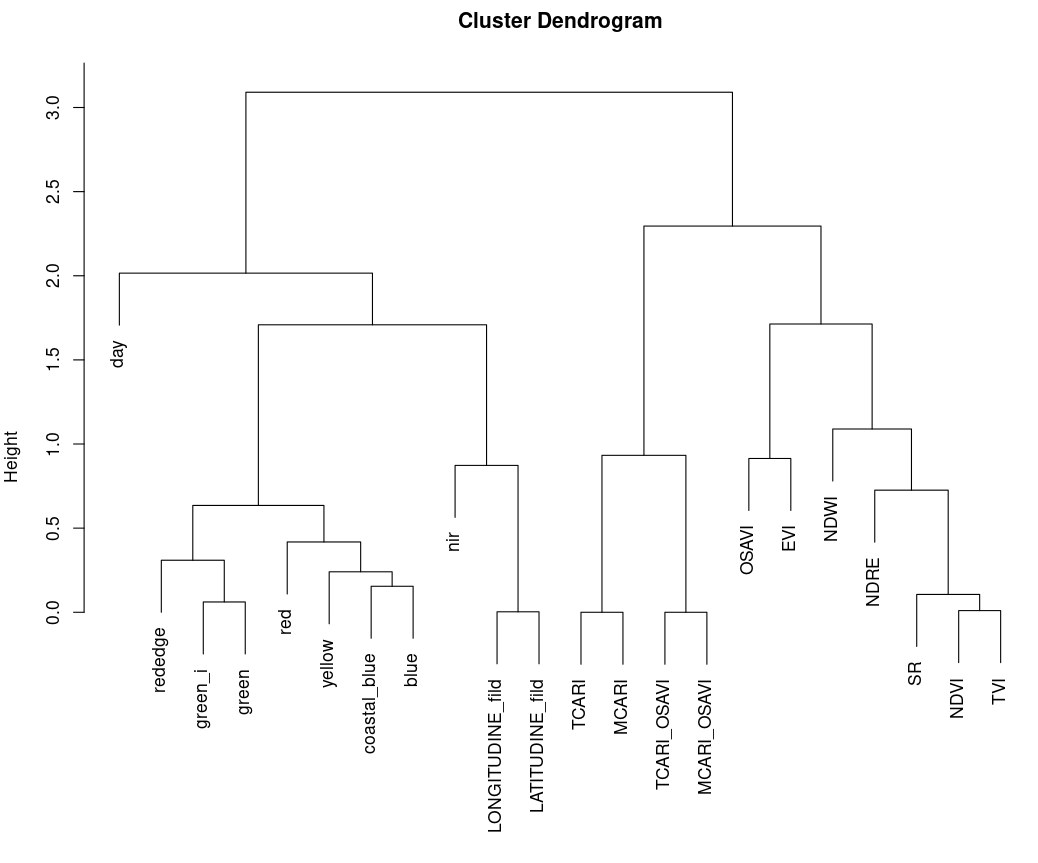 Cluster Dendrogram
Height
3.0
2.5
2.0
1.5
1.0
0.5
0.0
day
rededge
green_i
green
red
yellow
coastal_blue
blue
nir
LONGITUDINE_fild
LATITUDINE_fild
TCARI
MCARI
TCARI_OSAVI
MCARI_OSAVI
OSAVI
EVI
NDWI
NDRE
SR
NDVI
TVI